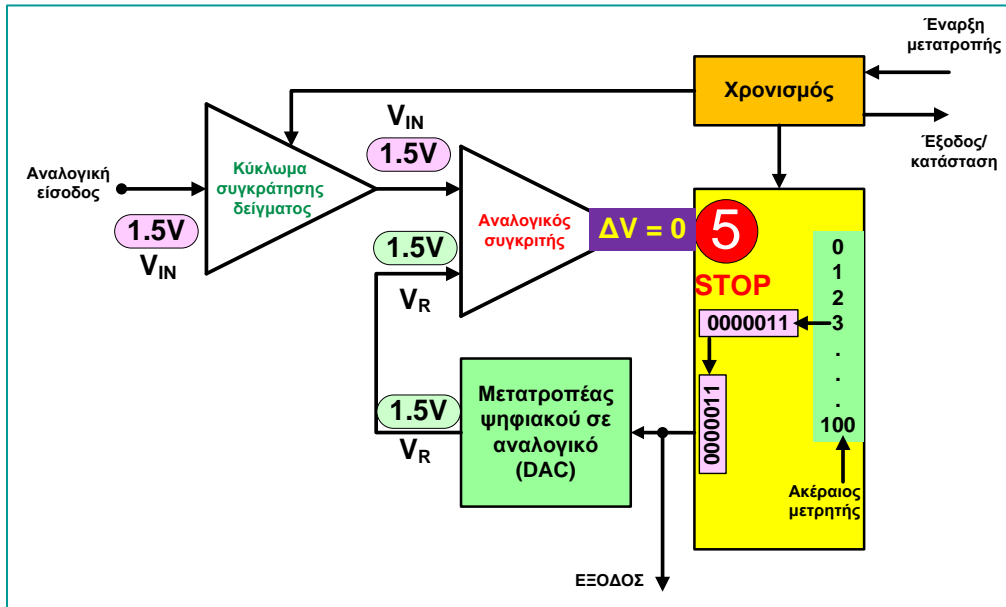 Έναρξη
μετατροπής
Χρονισμός
Έξοδος/
κατάσταση
V_IN
1.5V
Κύκλωμα
συγκράτησης
δείγματος
Αναλογική
είσοδος
1.5V
V_IN
Αναλογικός
συγκριτής
1.5V
V_R
ΔV = 0
5
STOP
0
1
2
3
.
.
.
100
0000011
0000011
Ακέραιος
μετρητής
Μετατροπέας
ψηφιακού σε
αναλογικό
(DAC)
1.5V
V_R
ΕΞΟΔΟΣ